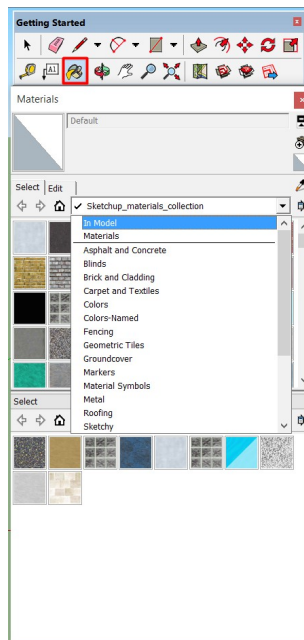 Getting Started
A1
Materials
Default
Select Edit
Sketchup_materials_collection
In Model
Materials
Asphalt and Concrete
Blinds
Brick and Cladding
Carpet and Textiles
Colors
Colors-Named
Fencing
Geometric Tiles
Groundcover
Markers
Material Symbols
Metal
Roofing
Sketchy
Select